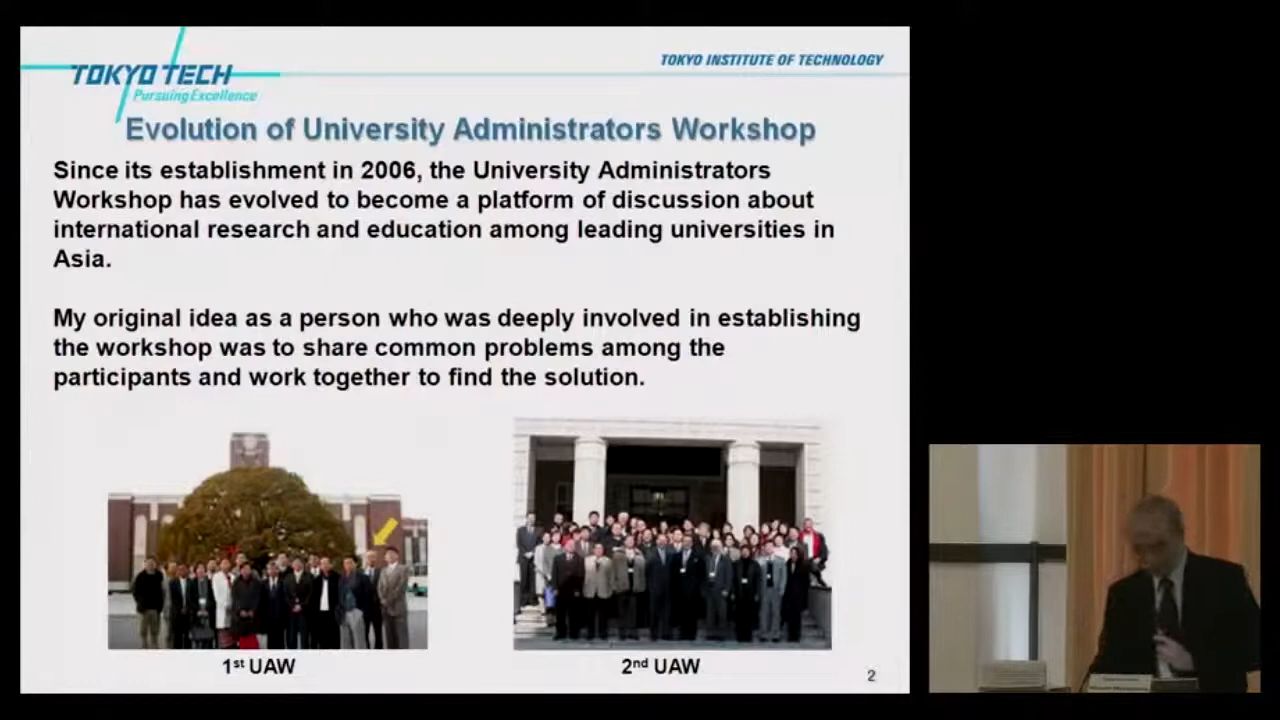 TOKYO TECH
Pursuing Excellence
TOKYO INSTITUTE OF TECHNOLOGY
Evolution of University Administrators Workshop
Since its establishment in 2006, the University Administrators
Workshop has evolved to become a platform of discussion about
international research and education among leading universities in
Asia.
My original idea as a person who was deeply involved in establishing
the workshop was to share common problems among the
participants and work together to find the solution.
1st UAW
2nd UAW
2